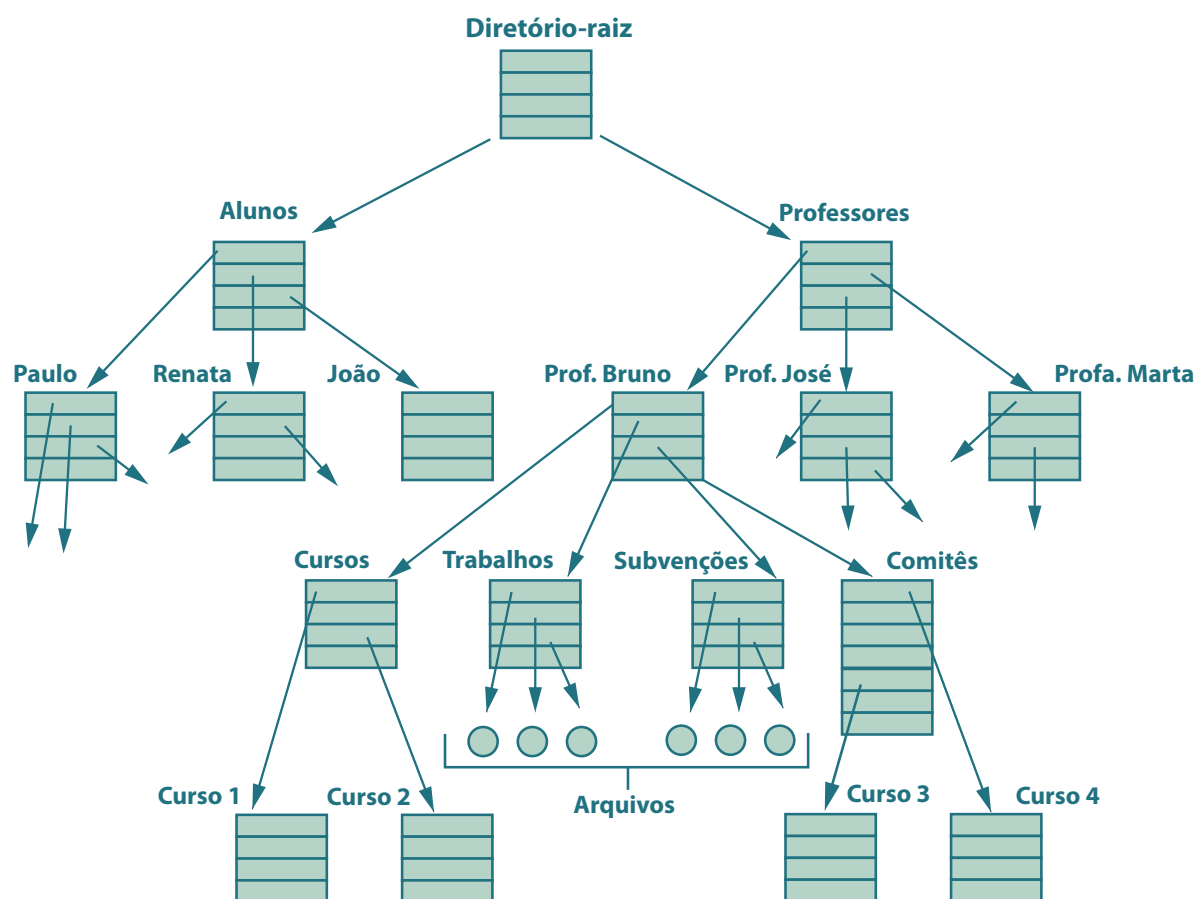 Diretório-raiz
Alunos
Professores
Paulo
Renata
João
Prof. Bruno
Prof. José
Profa. Marta
Cursos
Trabalhos
Subvenções
Comitês
Curso 1
Curso 2
Arquivos
Curso 3
Curso 4